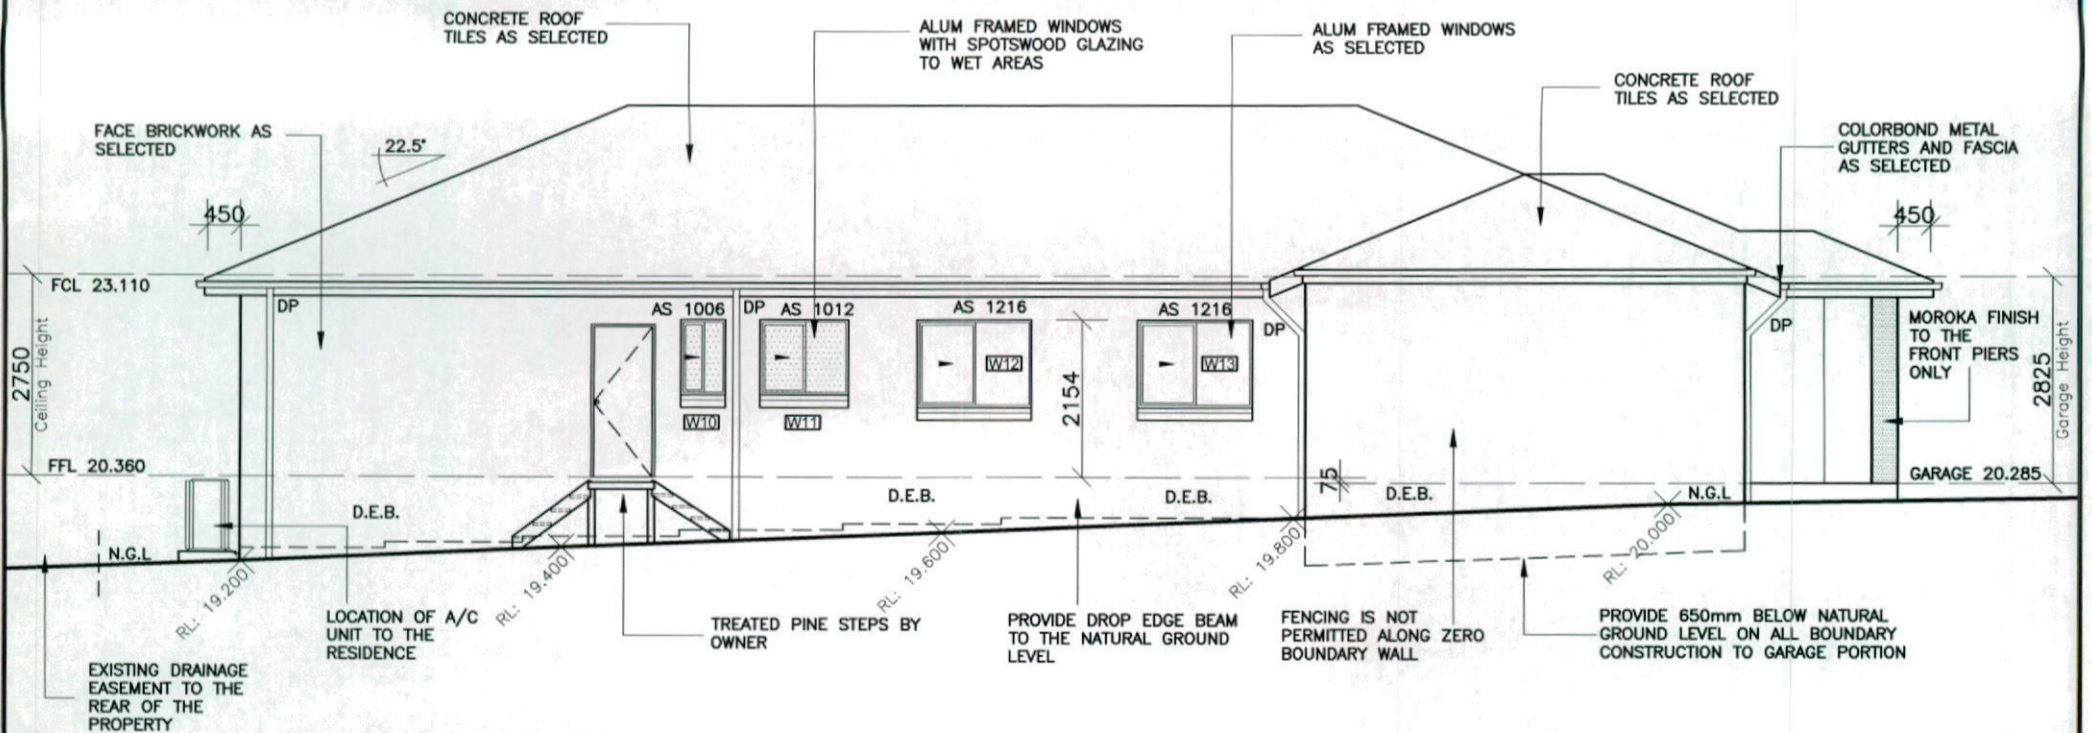 CONCRETE ROOF
TILES AS SELECTED
ALUM FRAMED WINDOWS
WITH SPOTSWOOD GLAZING
TO WET AREAS
ALUM FRAMED WINDOWS
AS SELECTED
CONCRETE ROOF
TILES AS SELECTED
FACE BRICKWORK AS
SELECTED
22.5°
COLORBOND METAL
GUTTERS AND FASCIA
AS SELECTED
450
450
FCL 23.110
DP
AS 1006
DP
AS 1012
AS 1216
AS 1216
DP
DP
MOROKA FINISH
TO THE
FRONT PIERS
ONLY
2750
Ceiling Height
W10
W11
W12
2154
W13
2825
Garage Height
FFL 20.360
GARAGE 20.285
75
D.E.B.
D.E.B.
D.E.B.
D.E.B.
N.G.L
N.G.L
RL: 19.200
RL: 19.400
RL: 19.600
RL: 19.800
RL: 20.000
LOCATION OF A/C
UNIT TO THE
RESIDENCE
TREATED PINE STEPS BY
OWNER
PROVIDE DROP EDGE BEAM
TO THE NATURAL GROUND
LEVEL
FENCING IS NOT
PERMITTED ALONG ZERO
BOUNDARY WALL
PROVIDE 650mm BELOW NATURAL
GROUND LEVEL ON ALL BOUNDARY
CONSTRUCTION TO GARAGE PORTION
EXISTING DRAINAGE
EASEMENT TO THE
REAR OF THE
PROPERTY